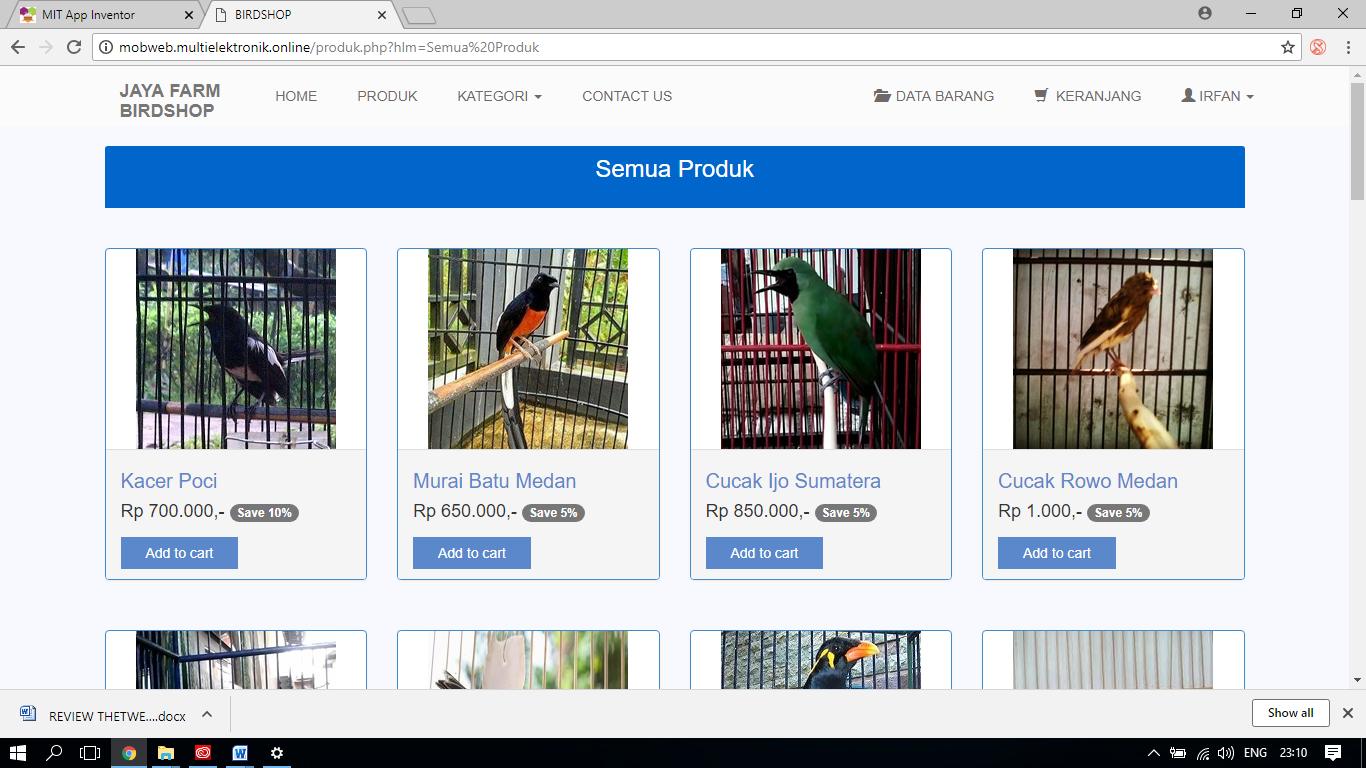 MIT App Inventor
BIRDSHOP
mobweb.multielektronik.online/produk.php?hlm=Semua%20Produk
JAYA FARM
BIRDSHOP
HOME
PRODUK
KATEGORI
CONTACT US
DATA BARANG
KERANJANG
IRFAN
Semua Produk
Kacer Poci
Rp 700.000,- Save 10%
Add to cart
Murai Batu Medan
Rp 650.000,- Save 5%
Add to cart
Cucak Ijo Sumatera
Rp 850.000,- Save 5%
Add to cart
Cucak Rowo Medan
Rp 1.000,- Save 5%
Add to cart
REVIEW THETWE....docx
Show all
ENG
23:10